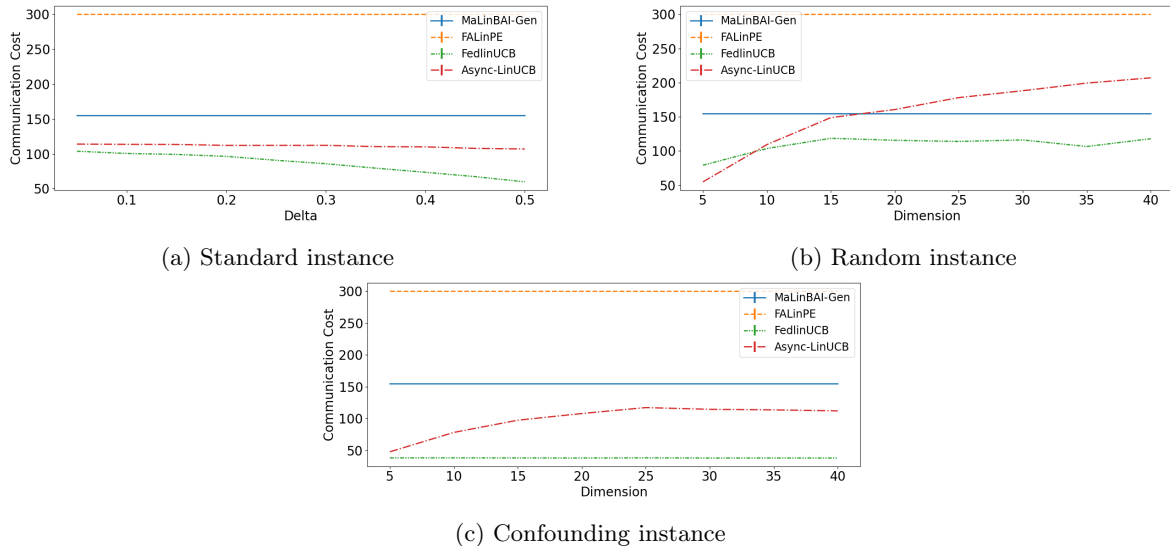 300
250
200
150
100
50
Communication Cost
MaLinBAI-Gen
FALinPE
FedlinUCB
Async-LinUCB
0.1 0.2 0.3 0.4 0.5
Delta
(a) Standard instance
300
250
200
150
100
50
Communication Cost
MaLinBAI-Gen
FALinPE
FedlinUCB
Async-LinUCB
5 10 15 20 25 30 35 40
Dimension
(b) Random instance
300
250
200
150
100
50
Communication Cost
MaLinBAI-Gen
FALinPE
FedlinUCB
Async-LinUCB
5 10 15 20 25 30 35 40
Dimension
(c) Confounding instance